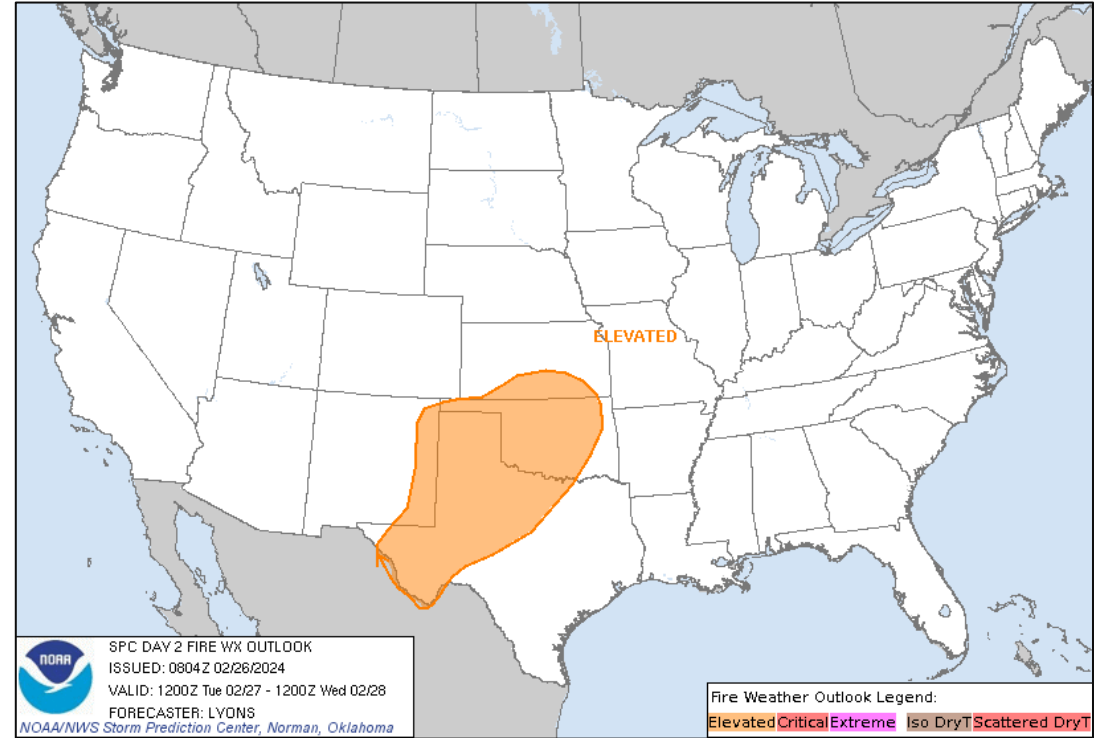 ELEVATED
NOAA
SPC DAY 2 FIRE WX OUTLOOK
ISSUED: 0804Z 02/26/2024
VALID: 1200Z Tue 02/27 - 1200Z Wed 02/28
FORECASTER: LYONS
NOAA/NWS Storm Prediction Center, Norman, Oklahoma
Fire Weather Outlook Legend:
Elevated Critical Extreme Iso DryT Scattered DryT